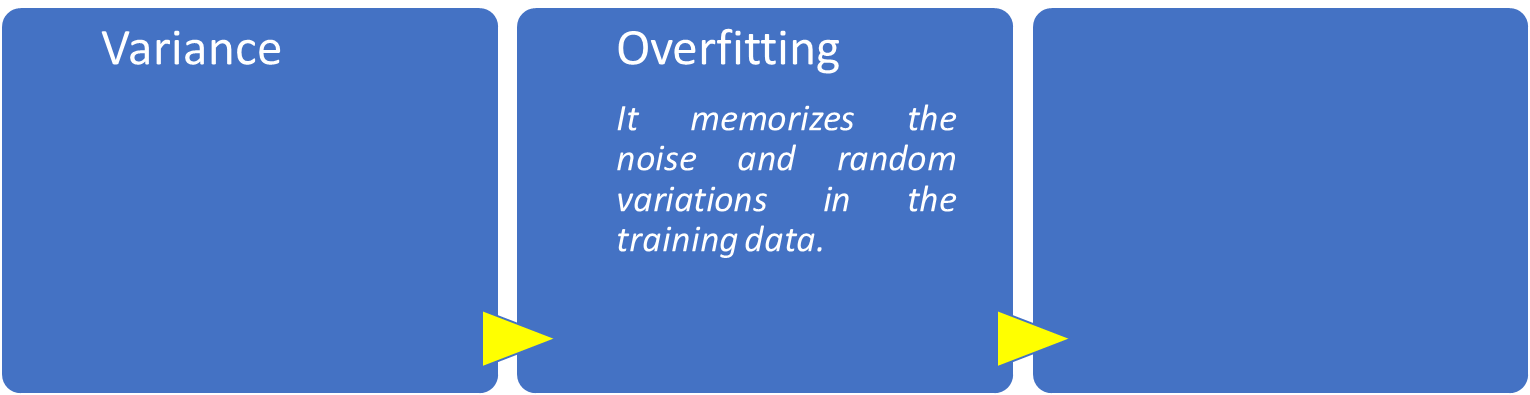 Variance
Overfitting
It memorizes the
noise and random
variations in the
training data.